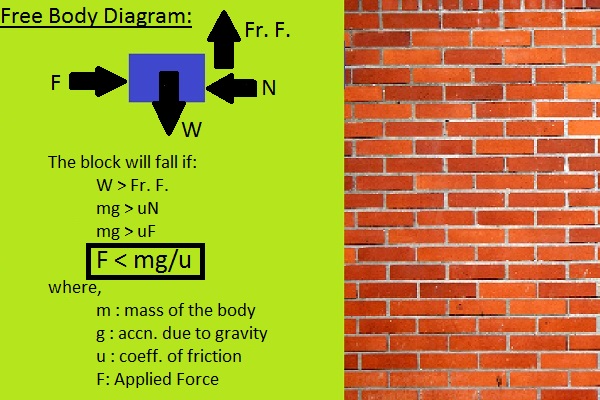 Free Body Diagram:
Fr. F.
F
N
W
The block will fall if:
W > Fr. F.
mg > uN
mg > uF
F < mg/u
where,
m : mass of the body
g : accn. due to gravity
u : coeff. of friction
F: Applied Force